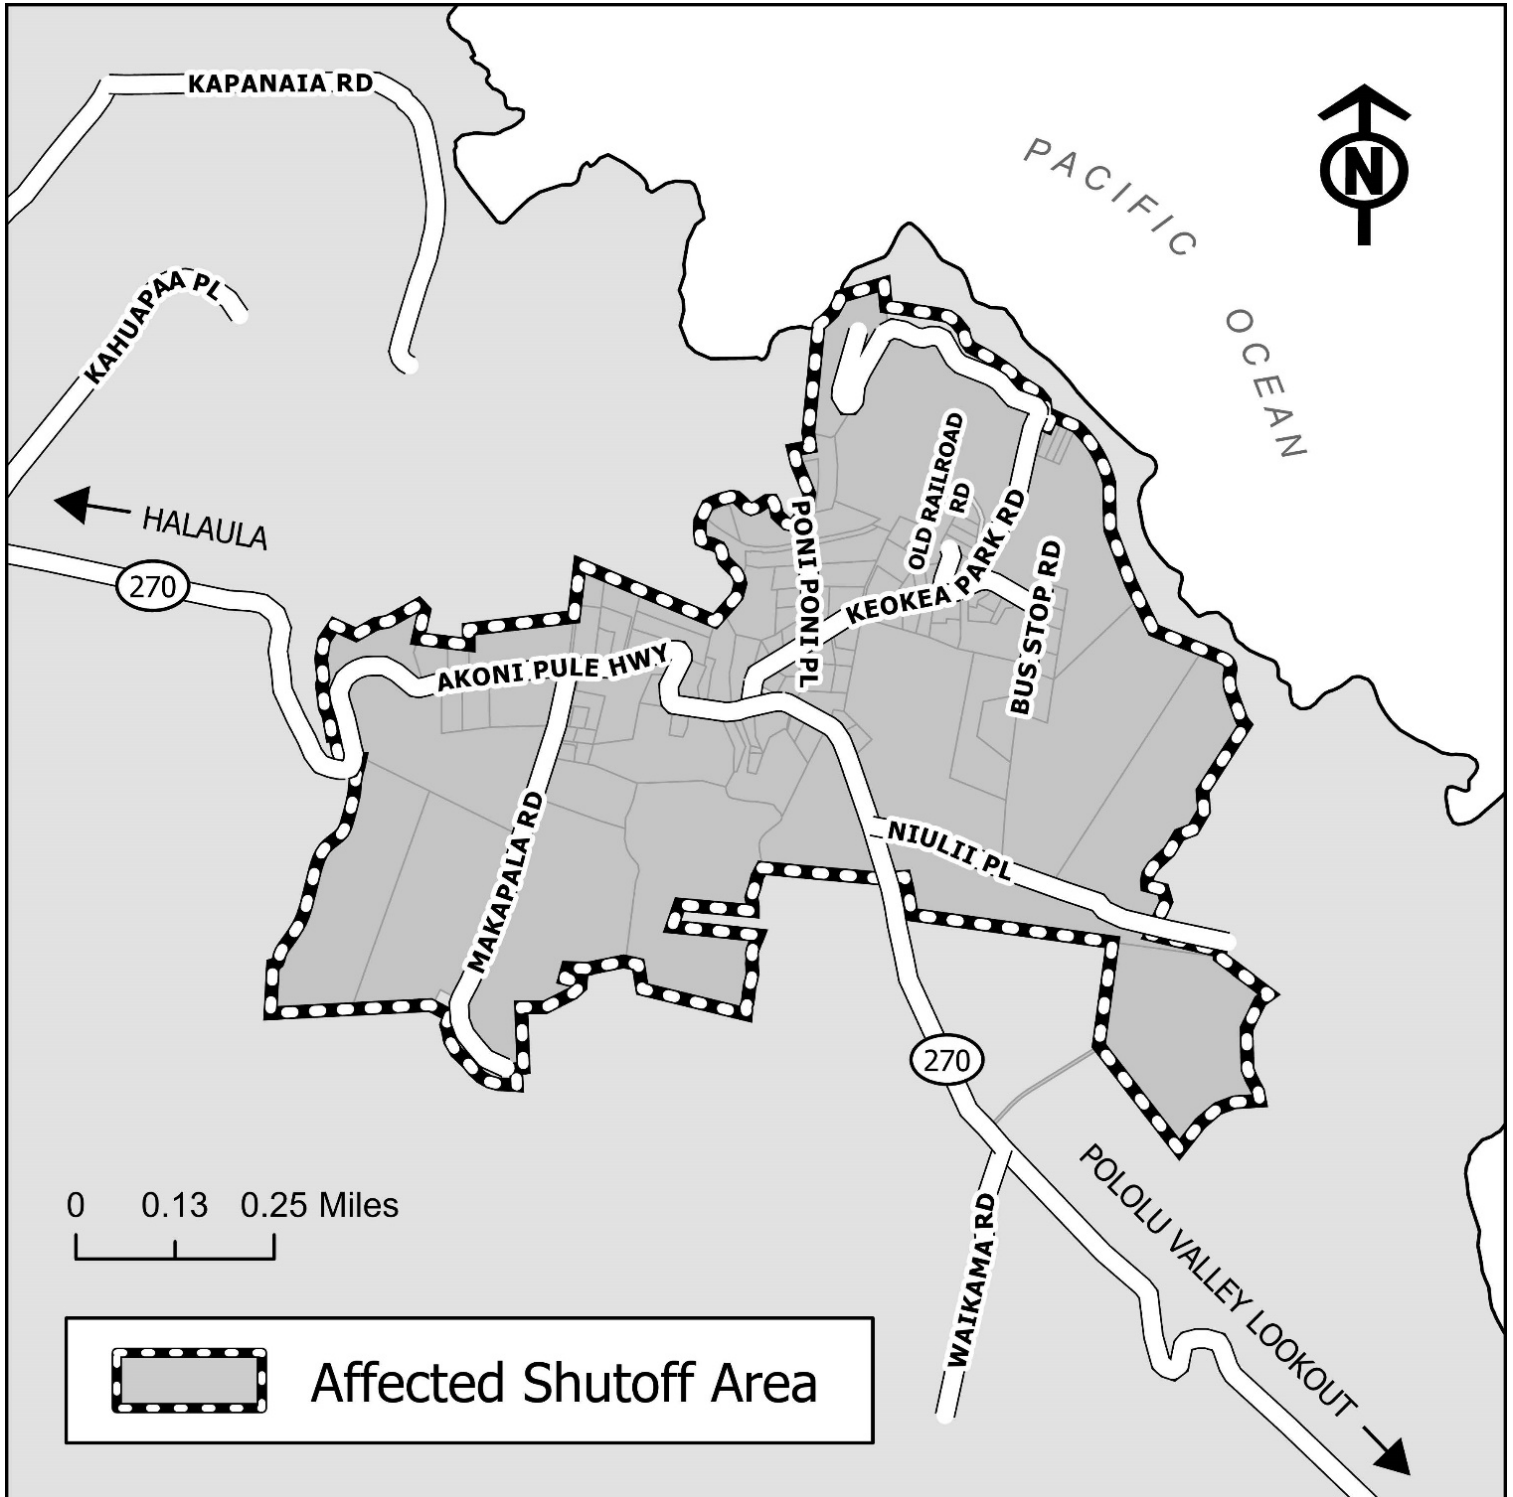 KAPANAIA RD
N
PACIFIC
OCEAN
KAHUAPAA PL
HALAULA
270
OLD RAILROAD
RD
PONI PONI PL
KEOKEA PARK RD
BUS STOP RD
AKONI PULE HWY
MAKAPALA RD
NIULII PL
270
POLOLU VALLEY LOOKOUT
WAIKAMA RD
0 0.13 0.25 Miles
Affected Shutoff Area